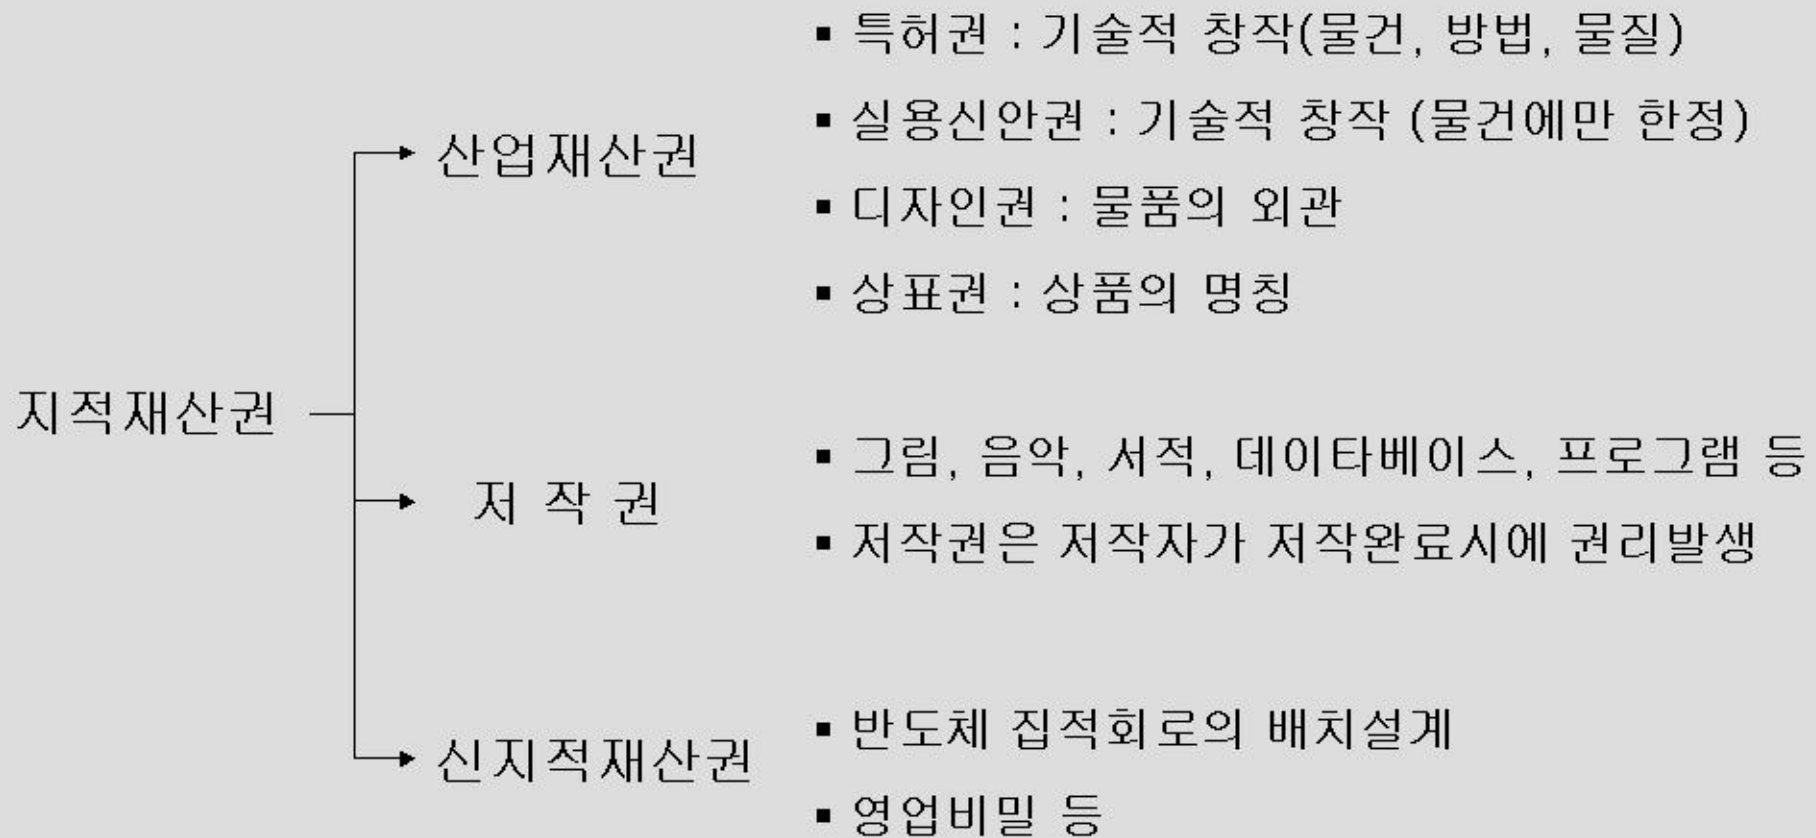 지적재산권
산업재산권
▪ 특허권 : 기술적 창작(물건, 방법, 물질)
▪ 실용신안권 : 기술적 창작 (물건에만 한정)
▪ 디자인권 : 물품의 외관
▪ 상표권 : 상품의 명칭
저 작 권
▪ 그림, 음악, 서적, 데이타베이스, 프로그램 등
▪ 저작권은 저작자가 저작완료시에 권리발생
신지적재산권
▪ 반도체 집적회로의 배치설계
▪ 영업비밀 등